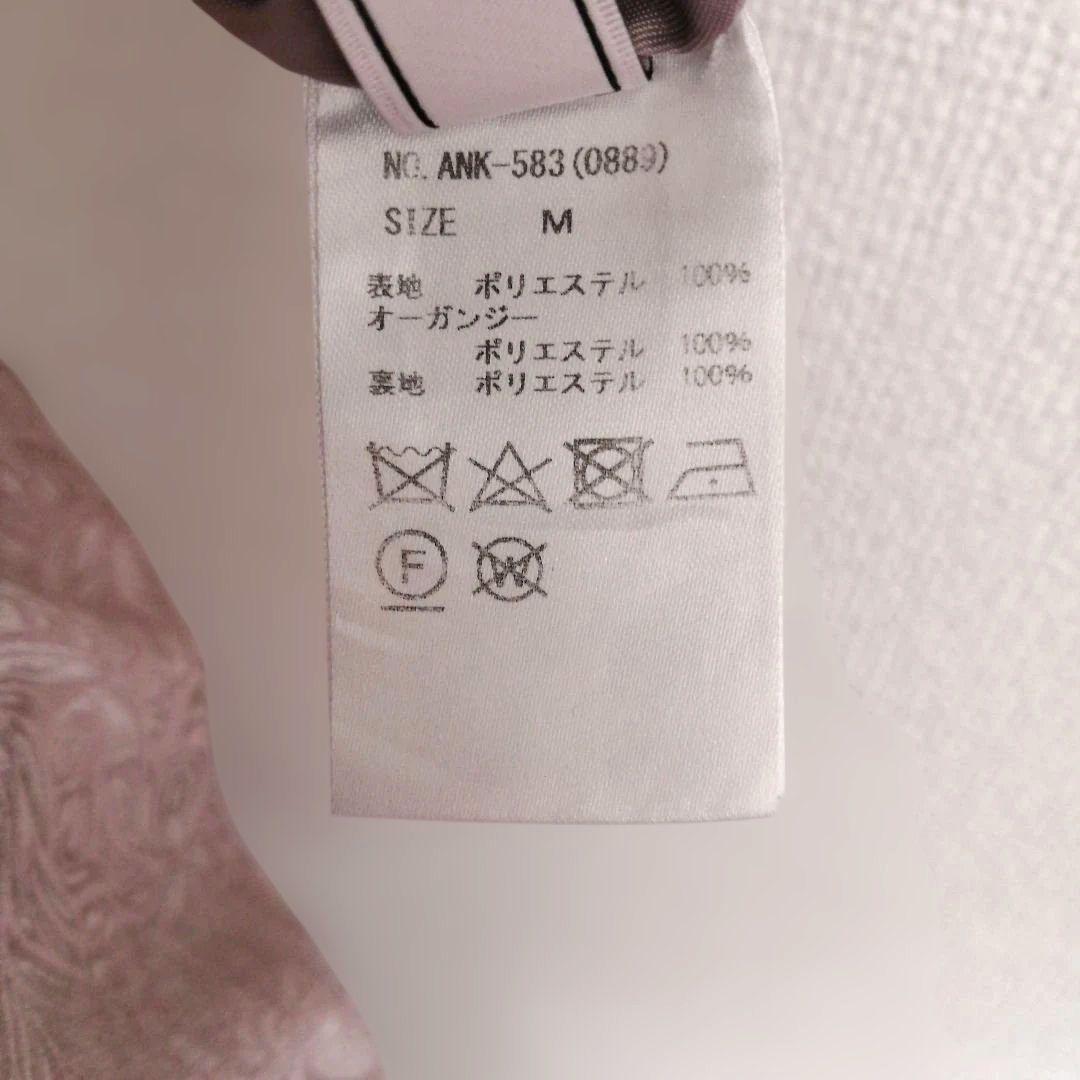 NO. ANK-583(0889)
SIZE M
表地 ポリエステル 100%
オーガンジー
ポリエステル 100%
裏地 ポリエステル 100%
F W